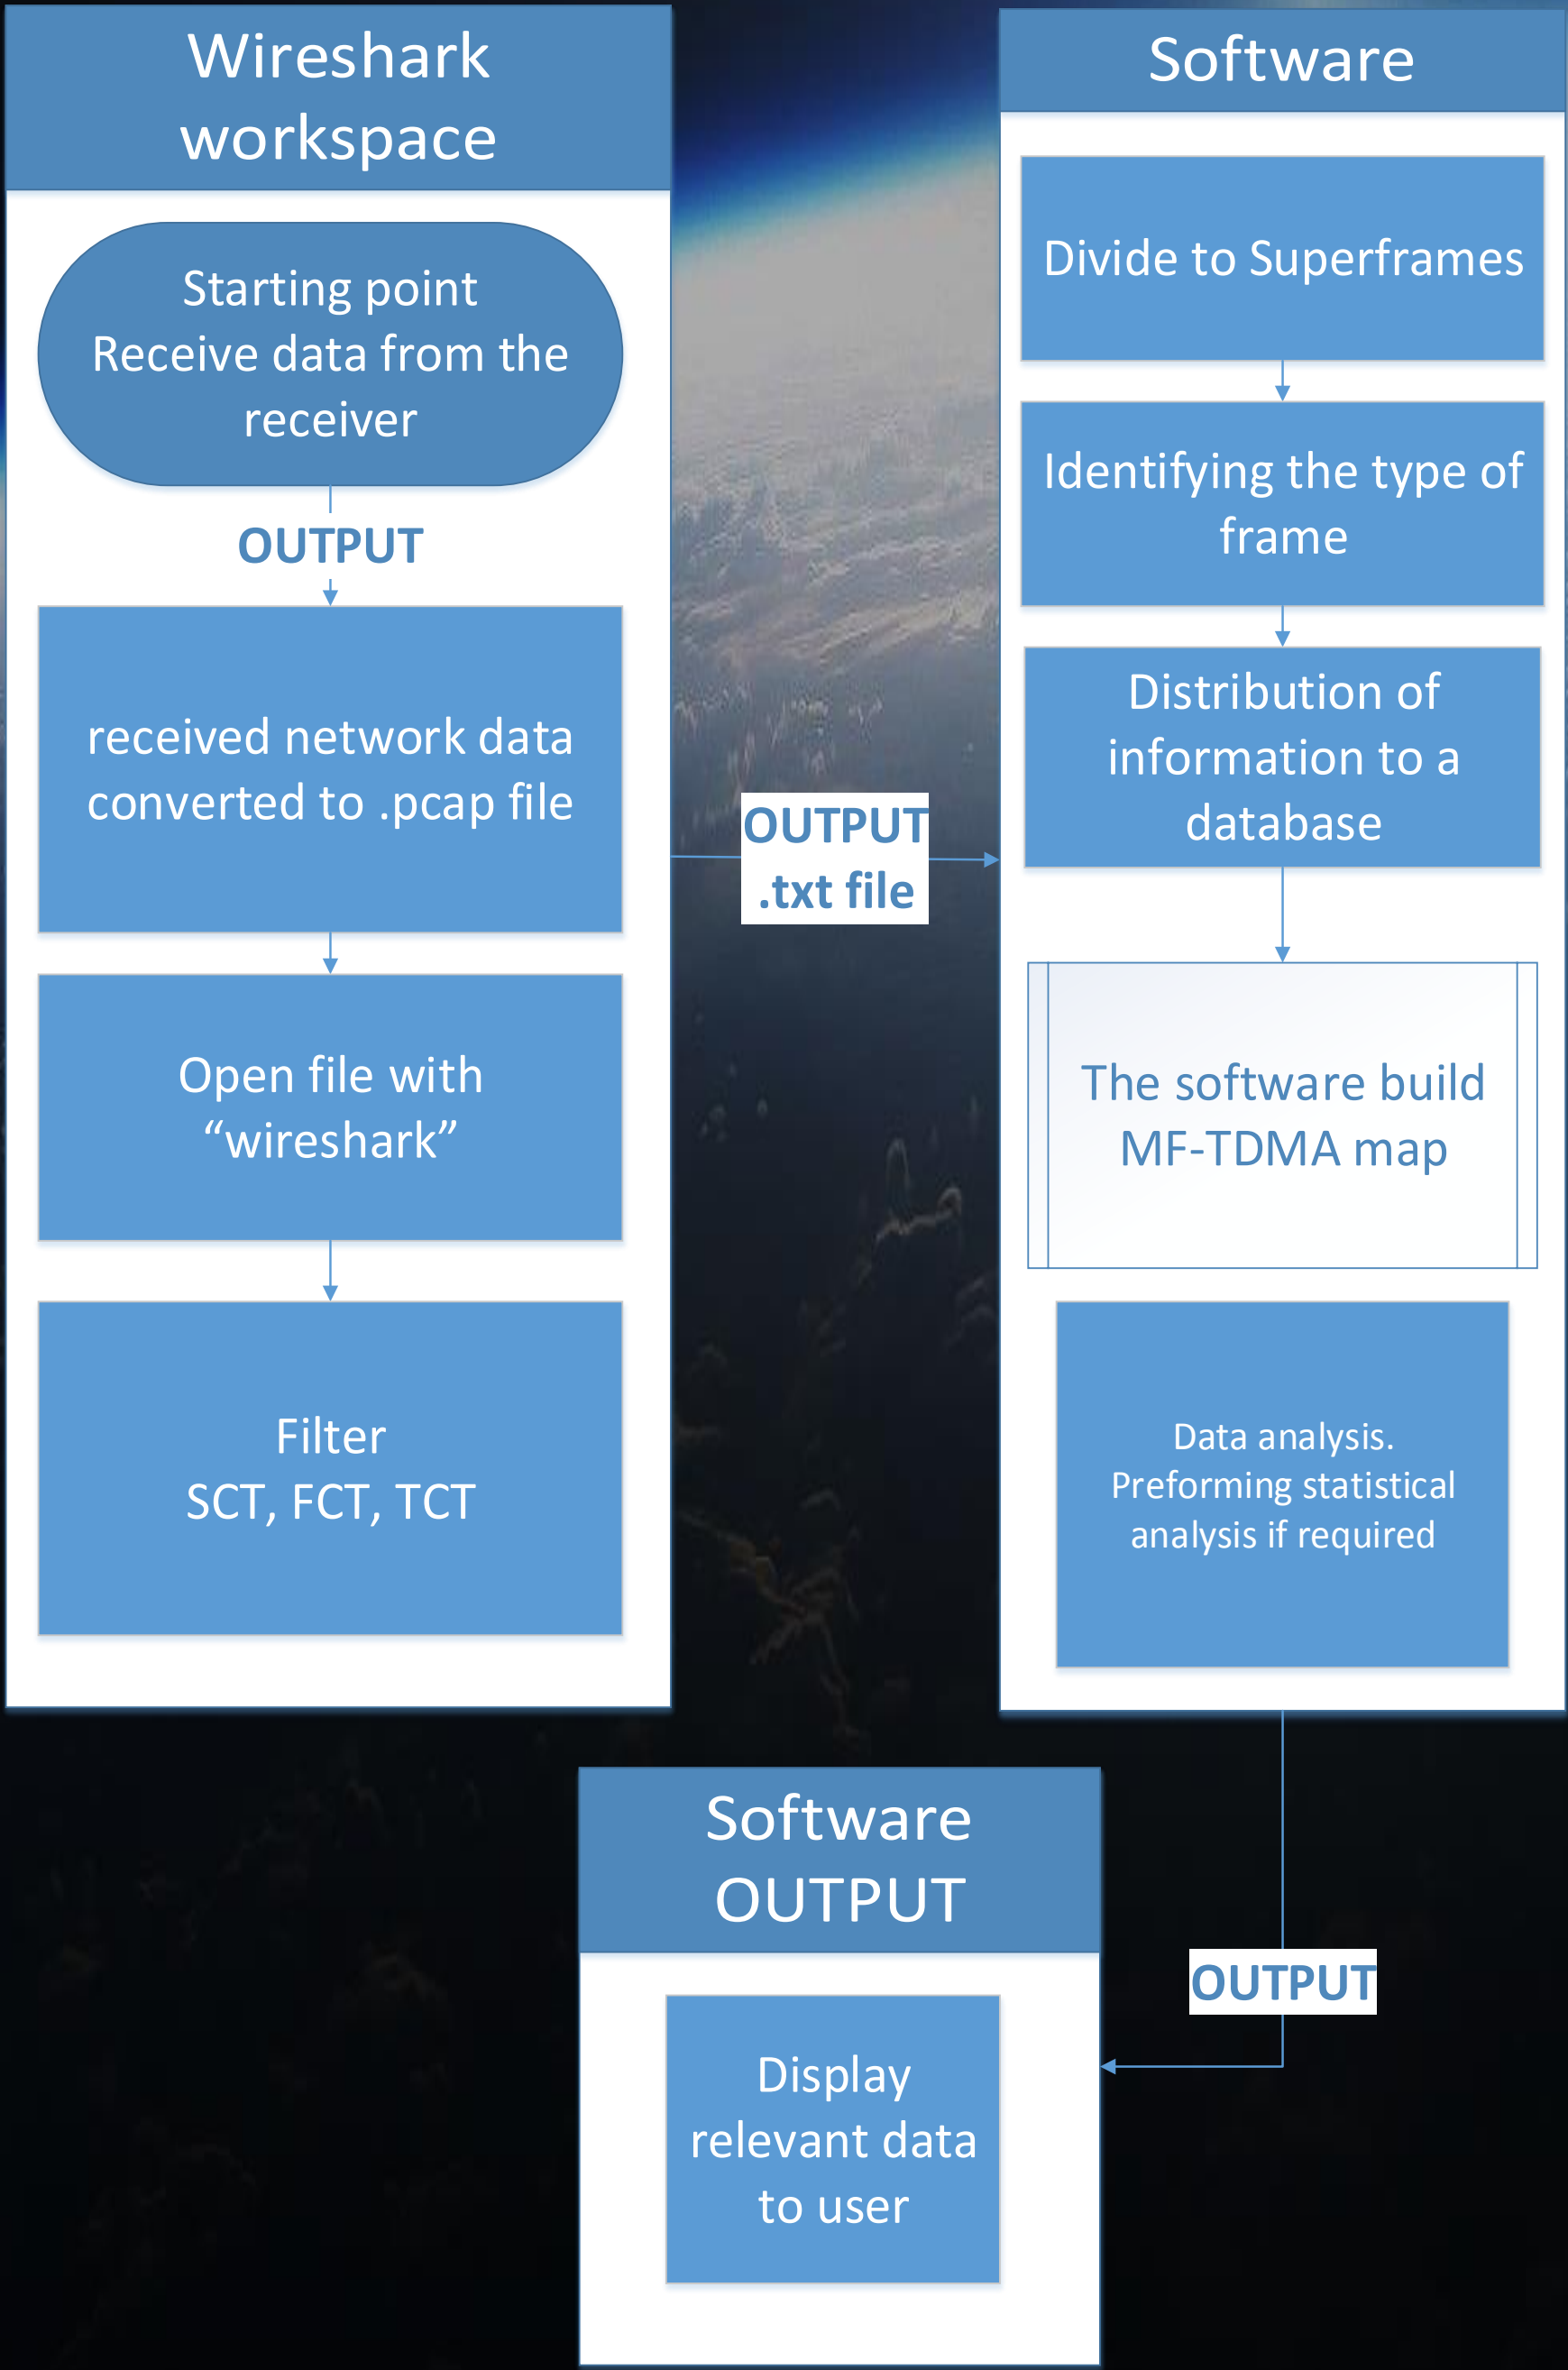 Wireshark
workspace
Starting point
Receive data from the
receiver
OUTPUT
received network data
converted to .pcap file
Open file with
“wireshark”
Filter
SCT, FCT, TCT
OUTPUT
.txt file
Software
Divide to Superframes
Identifying the type of
frame
Distribution of
information to a
database
The software build
MF-TDMA map
Data analysis.
Preforming statistical
analysis if required
OUTPUT
Software
OUTPUT
Display
relevant data
to user